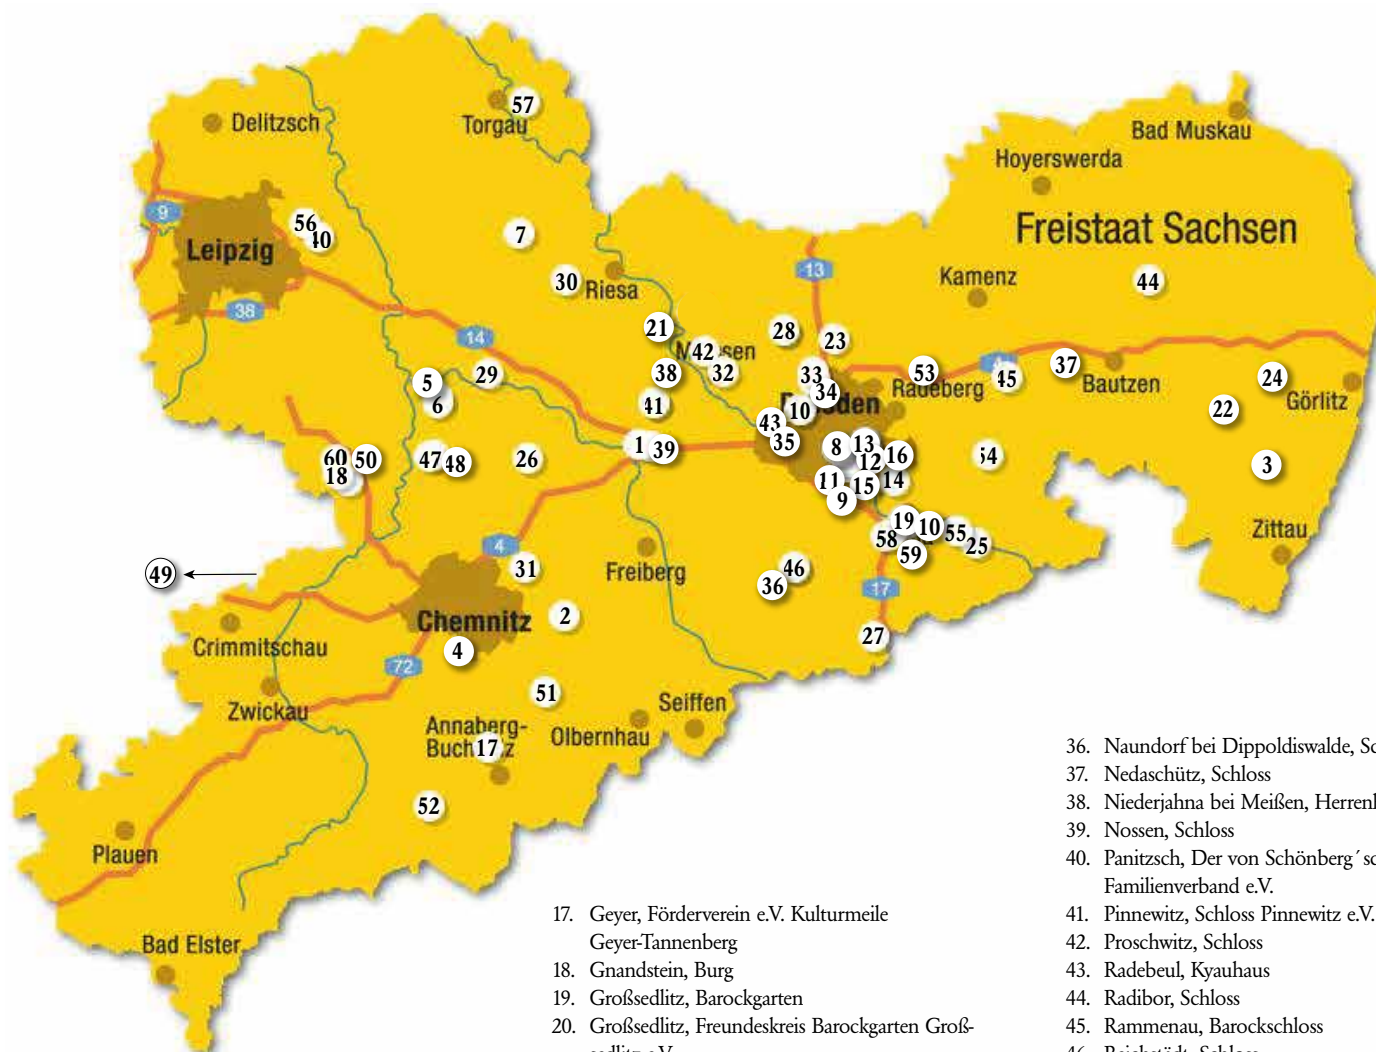 57
Delitzsch
Torgau
Bad Muskau
Hoyerswerda
9
56
40
7
Freistaat Sachsen
Leipzig
30
Riesa
13
Kamenz
44
38
14
21
28
23
42
38
32
33
53
4
45
37
Bautzen
24
Görlitz
5
29
6
41
34
Radeberg
10
22
43
35
1
39
8
13
12
16
3
60
50
18
47
48
26
11
15
14
9
19
10
55
25
58
59
Zittau
49
4
31
Freiberg
46
36
17
2
Chemnitz
4
27
Crimmitschau
72
51
Seiffen
Zwickau
Annaberg-
17
Olbernhau
52
Plauen
Bad Elster
17. Geyer, Förderverein e.V. Kulturmeile
Geyer-Tannenberg
18. Gnandstein, Burg
19. Großsedlitz, Barockgarten
20. Großsedlitz, Freundeskreis Barockgarten Groß-
36. Naundorf bei Dippoldiswalde,
37. Nedaschütz, Schloss
38. Niederjahna bei Meißen,
39. Nossen, Schloss
40. Panitzsch, Der von Schönberg´sc
Familienverband e.V.
41. Pinnewitz, Schloss Pinnewitz e.V.
42. Proschwitz, Schloss
43. Radebeul, Kyauhaus
44. Radibor, Schloss
45. Rammenau, Barockschloss